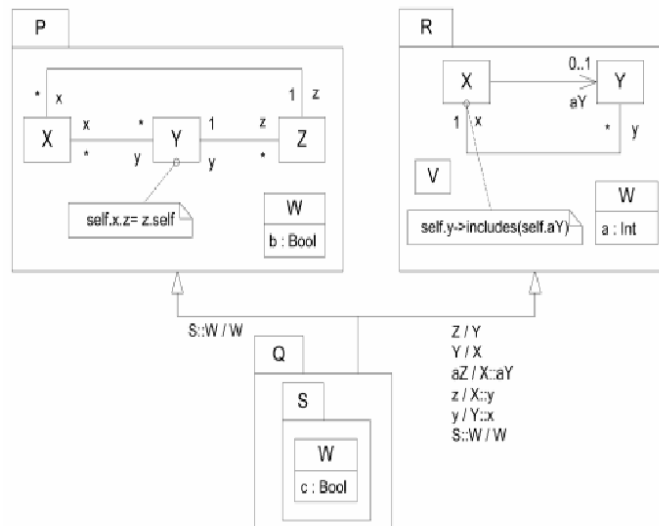 P
* x 1 z
X x * Y 1 z Z
* y y *
self.x.z= z.self
W
b : Bool
R
X 0..1 Y
aY
1 x * y
V
self.y->includes(self.aY)
W
a : Int
S::W / W
Z / Y
Y / X
aZ / X::aY
z / X::y
y / Y::x
S::W / W
Q
S
W
c : Bool